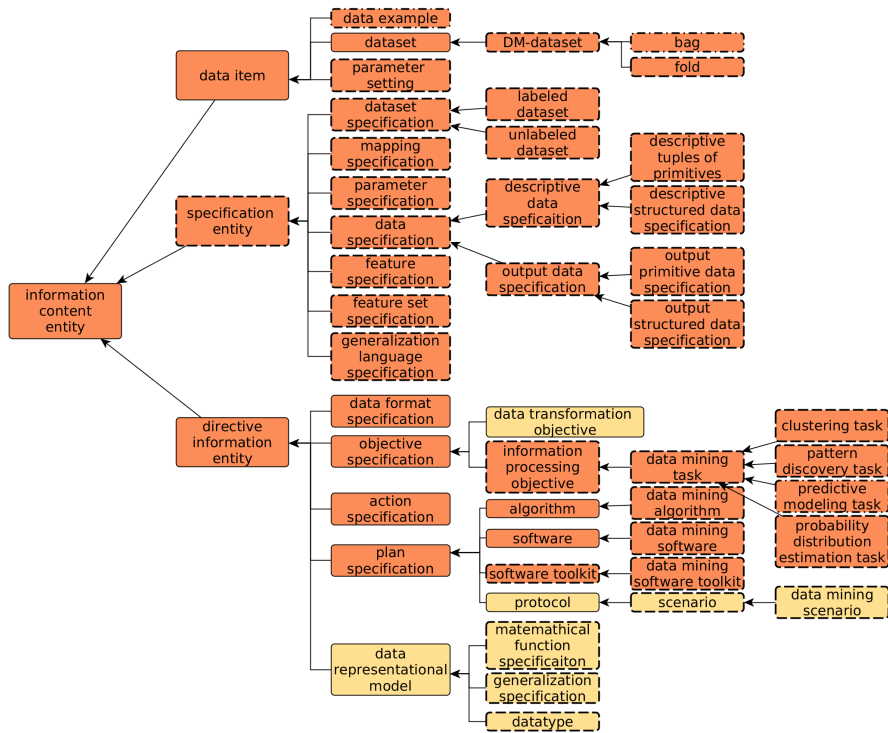 data example
dataset
DM-dataset
bag
fold
data item
parameter
setting
dataset
specification
labeled
dataset
unlabeled
dataset
mapping
specification
descriptive
tuples of
primitives
parameter
specification
descriptive
data
speficaition
descriptive
structured data
specification
specification
entity
data
specification
output data
specification
output
primitive data
specification
feature
specification
information
content
entity
feature set
specification
output
structured data
specification
generalization
language
specification
data format
specification
data transformation
objective
clustering task
directive
information
entity
objective
specification
information
processing
objective
data mining
task
pattern
discovery task
predictive
modeling task
action
specification
algorithm
data mining
algorithm
probability
distribution
estimation task
software
data mining
software
plan
specification
software toolkit
data mining
software toolkit
protocol
scenario
data mining
scenario
data
representational
model
matemathical
function
specificaiton
generalization
specification
datatype